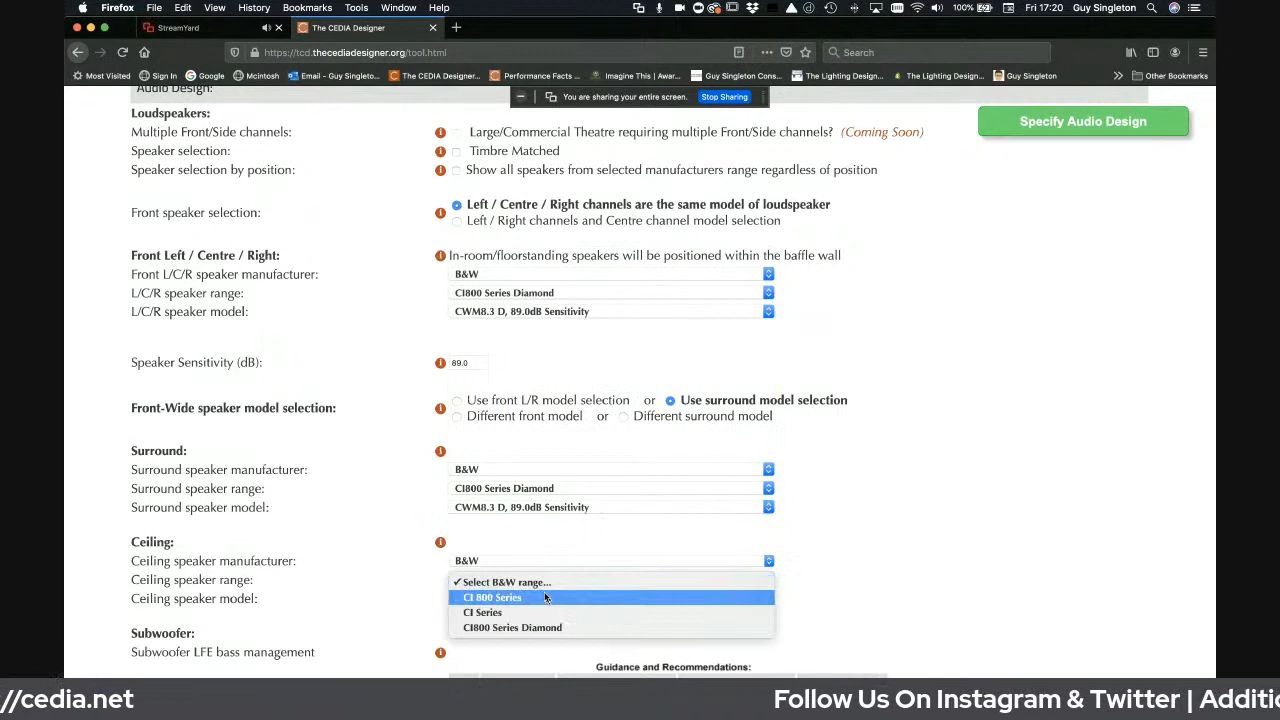 Firefox File Edit View History Bookmarks Tools Window Help 100% Fri 17:20 Guy Singleton
StreamYard
The CEDIA Designer
https://tcd.thecediadesigner.org/tool.html
Search
Most Visited Sign In Google Mcintosh Email - Guy Singleto... The CEDIA Designer... Performance Facts ... Imagine This | Awar... Guy Singleton Cons... The Lighting Design... The Lighting Design... Guy Singleton Other Bookmarks
Audio Design:
You are sharing your entire screen. Stop Sharing
Loudspeakers:
Specify Audio Design
Multiple Front/Side channels: Large/Commercial Theatre requiring multiple Front/Side channels? (Coming Soon)
Speaker selection: Timbre Matched
Speaker selection by position: Show all speakers from selected manufacturers range regardless of position
Left / Centre / Right channels are the same model of loudspeaker
Front speaker selection:
Left / Right channels and Centre channel model selection
Front Left / Centre / Right: In-room/floorstanding speakers will be positioned within the baffle wall
Front L/C/R speaker manufacturer: B&W
L/C/R speaker range: CI800 Series Diamond
L/C/R speaker model: CWM8.3 D, 89.0dB Sensitivity
Speaker Sensitivity (dB): 89.0
Use front L/R model selection or Use surround model selection
Front-Wide speaker model selection:
Different front model or Different surround model
Surround:
Surround speaker manufacturer: B&W
Surround speaker range: CI800 Series Diamond
Surround speaker model: CWM8.3 D, 89.0dB Sensitivity
Ceiling:
Ceiling speaker manufacturer: B&W
Ceiling speaker range: ✓Select B&W range...
CI 800 Series
Ceiling speaker model:
CI Series
CI800 Series Diamond
Subwoofer:
Subwoofer LFE bass management
Guidance and Recommendations:
//cedia.net Follow Us On Instagram & Twitter | Additio